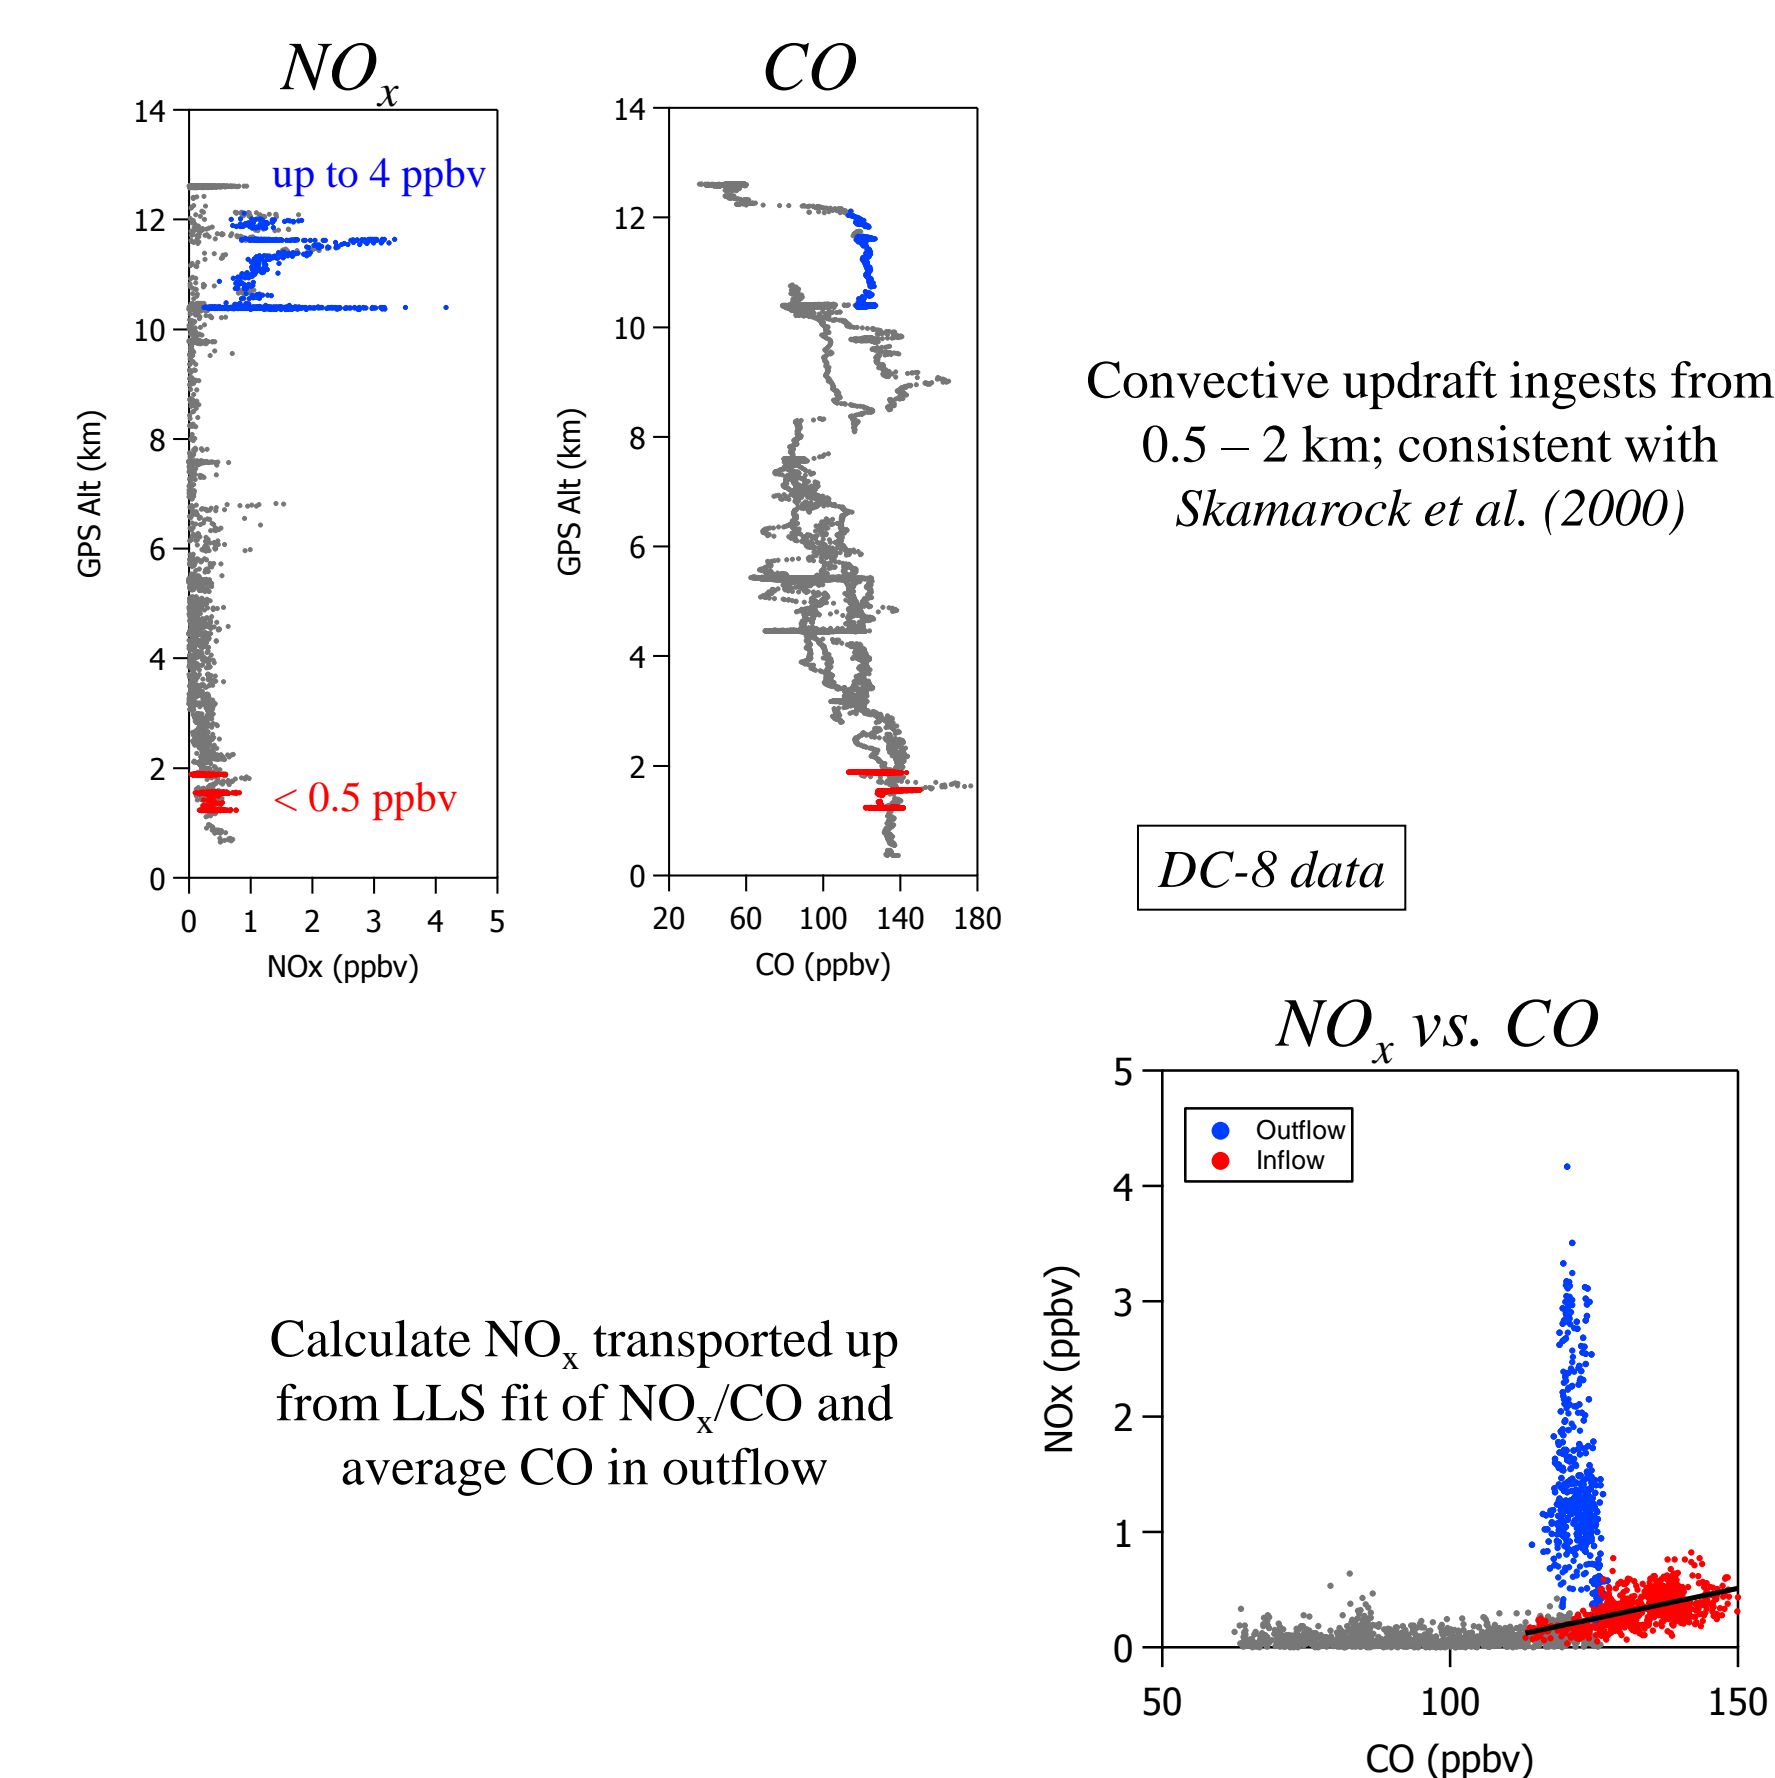 NOx
CO
14
12
10
8
6
4
2
0
GPS Alt (km)
up to 4 ppbv
< 0.5 ppbv
0 1 2 3 4 5
NOx (ppbv)
14
12
10
8
6
4
2
0
GPS Alt (km)
20 60 100 140 180
CO (ppbv)
Convective updraft ingests from
0.5 – 2 km; consistent with
Skamarock et al. (2000)
DC-8 data
NOx vs. CO
5
4
3
2
1
0
NOx (ppbv)
Outflow
Inflow
50 100 150
CO (ppbv)
Calculate NOx transported up
from LLS fit of NOx/CO and
average CO in outflow